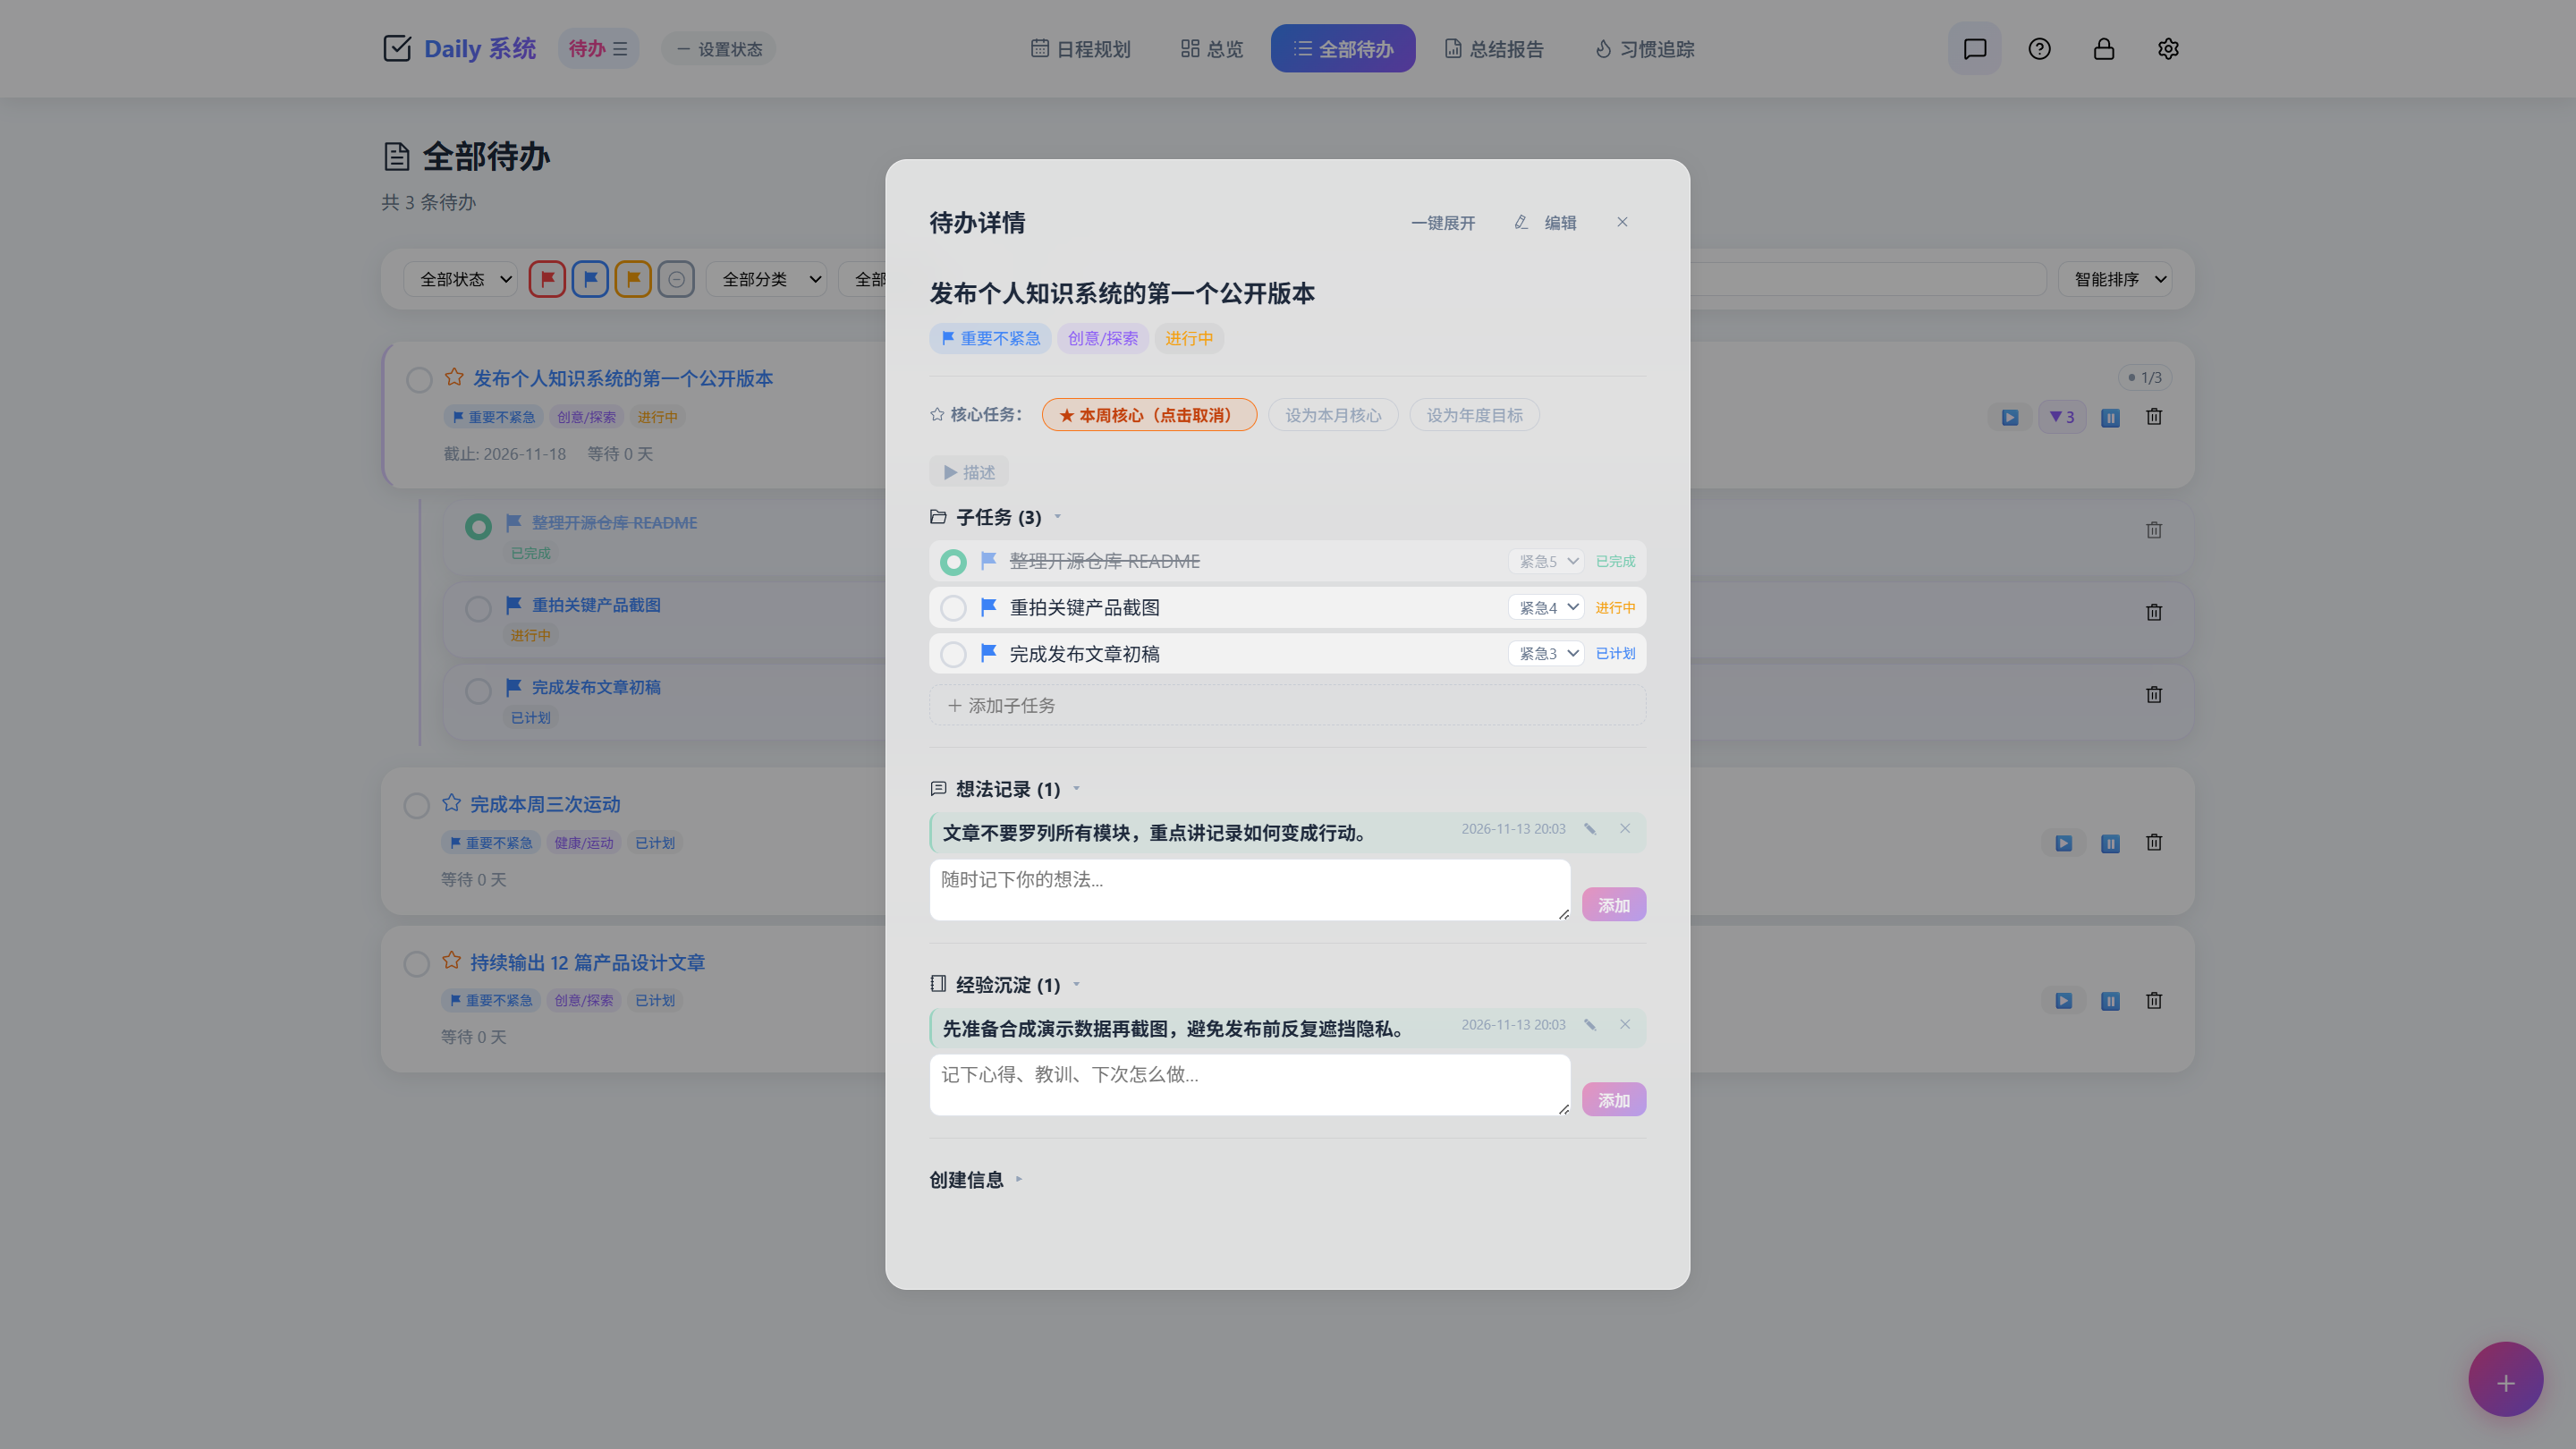 Daily 系统
待办
设置状态
日程规划
总览
全部待办
总结报告
习惯追踪
全部待办
共 3 条待办
全部状态
全部分类
全部
智能排序
发布个人知识系统的第一个公开版本
重要不紧急
创意/探索
进行中
截止: 2026-11-18 等待 0 天
1/3
▼3
整理开源仓库 README
已完成
重拍关键产品截图
进行中
完成发布文章初稿
已计划
完成本周三次运动
重要不紧急
健康/运动
已计划
等待 0 天
持续输出 12 篇产品设计文章
重要不紧急
创意/探索
已计划
等待 0 天
待办详情
一键展开
编辑
发布个人知识系统的第一个公开版本
重要不紧急
创意/探索
进行中
核心任务：
★ 本周核心（点击取消）
设为本月核心
设为年度目标
▶ 描述
子任务 (3)
整理开源仓库 README
紧急5
已完成
重拍关键产品截图
紧急4
进行中
完成发布文章初稿
紧急3
已计划
+ 添加子任务
想法记录 (1)
文章不要罗列所有模块，重点讲记录如何变成行动。
2026-11-13 20:03
随时记下你的想法...
添加
经验沉淀 (1)
先准备合成演示数据再截图，避免发布前反复遮挡隐私。
2026-11-13 20:03
记下心得、教训、下次怎么做...
添加
创建信息